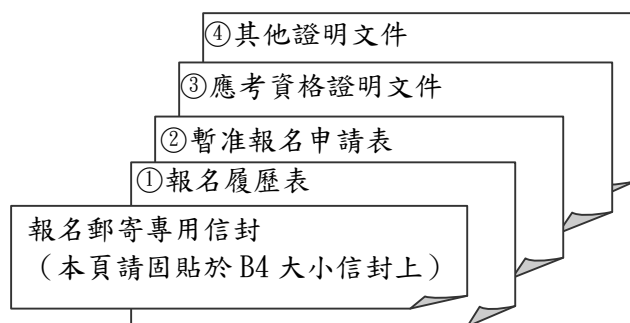 ④其他證明文件
③應考資格證明文件
②暫准報名申請表
①報名履歷表
報名郵寄專用信封
（本頁請固貼於 B4 大小信封上）